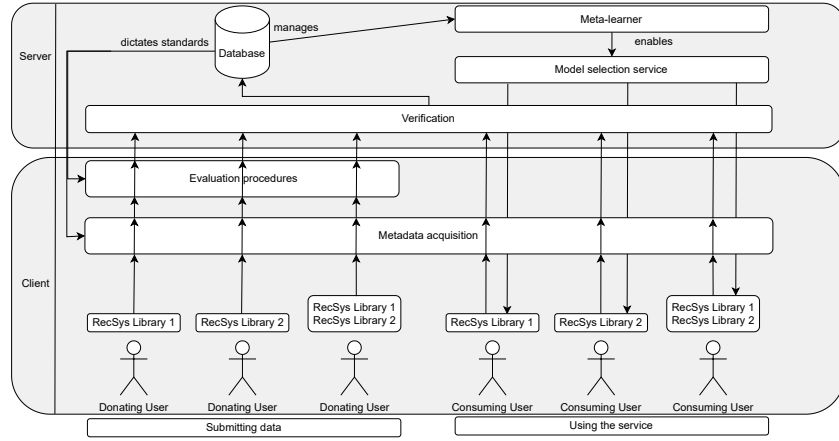 Meta-learner
manages
dictates standards
enables
Database
Server
Model selection service
Verification
Evaluation procedures
Metadata acquisition
Client
RecSys Library 1
RecSys Library 2
RecSys Library 1
RecSys Library 2
RecSys Library 1
RecSys Library 2
RecSys Library 1
RecSys Library 2
Donating User
Donating User
Donating User
Consuming User
Consuming User
Consuming User
Submitting data
Using the service